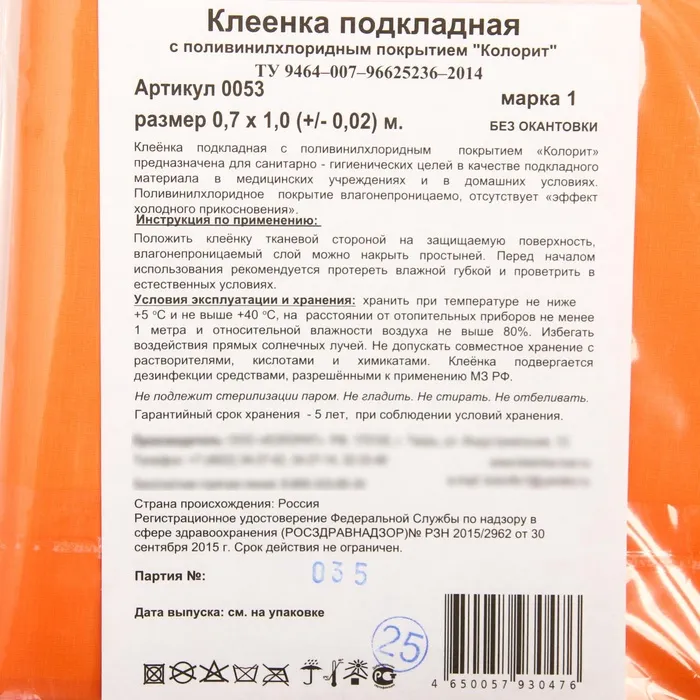 Клеенка подкладная
с поливинилхлоридным покрытием "Колорит"
ТУ 9464–007–96625236–2014
Артикул 0053
марка 1
размер 0,7 х 1,0 (+/- 0,02) м.
БЕЗ ОКАНТОВКИ
Клеёнка подкладная с поливинилхлоридным покрытием «Колорит»
предназначена для санитарно - гигиенических целей в качестве подкладного
материала в медицинских учреждениях и в домашних условиях.
Поливинилхлоридное покрытие влагонепроницаемо, отсутствует «эффект
холодного прикосновения».
Инструкция по применению:
Положить клеёнку тканевой стороной на защищаемую поверхность,
влагонепроницаемый слой можно накрыть простыней. Перед началом
использования рекомендуется протереть влажной губкой и проветрить в
естественных условиях.
Условия эксплуатации и хранения: хранить при температуре не ниже
+5 °С и не выше +40 °С, на расстоянии от отопительных приборов не менее
1 метра и относительной влажности воздуха не выше 80%. Избегать
воздействия прямых солнечных лучей. Не допускать совместное хранение с
растворителями, кислотами и химикатами. Клеёнка подвергается
дезинфекции средствами, разрешёнными к применению МЗ РФ.
Не подлежит стерилизации паром. Не гладить. Не стирать. Не отбеливать.
Гарантийный срок хранения - 5 лет, при соблюдении условий хранения.
Страна происхождения: Россия
Регистрационное удостоверение Федеральной Службы по надзору в
сфере здравоохранения (РОСЗДРАВНАДЗОР)№ РЗН 2015/2962 от 30
сентября 2015 г. Срок действия не ограничен.
Партия №: 035
Дата выпуска: см. на упаковке
25
4 650057 930476